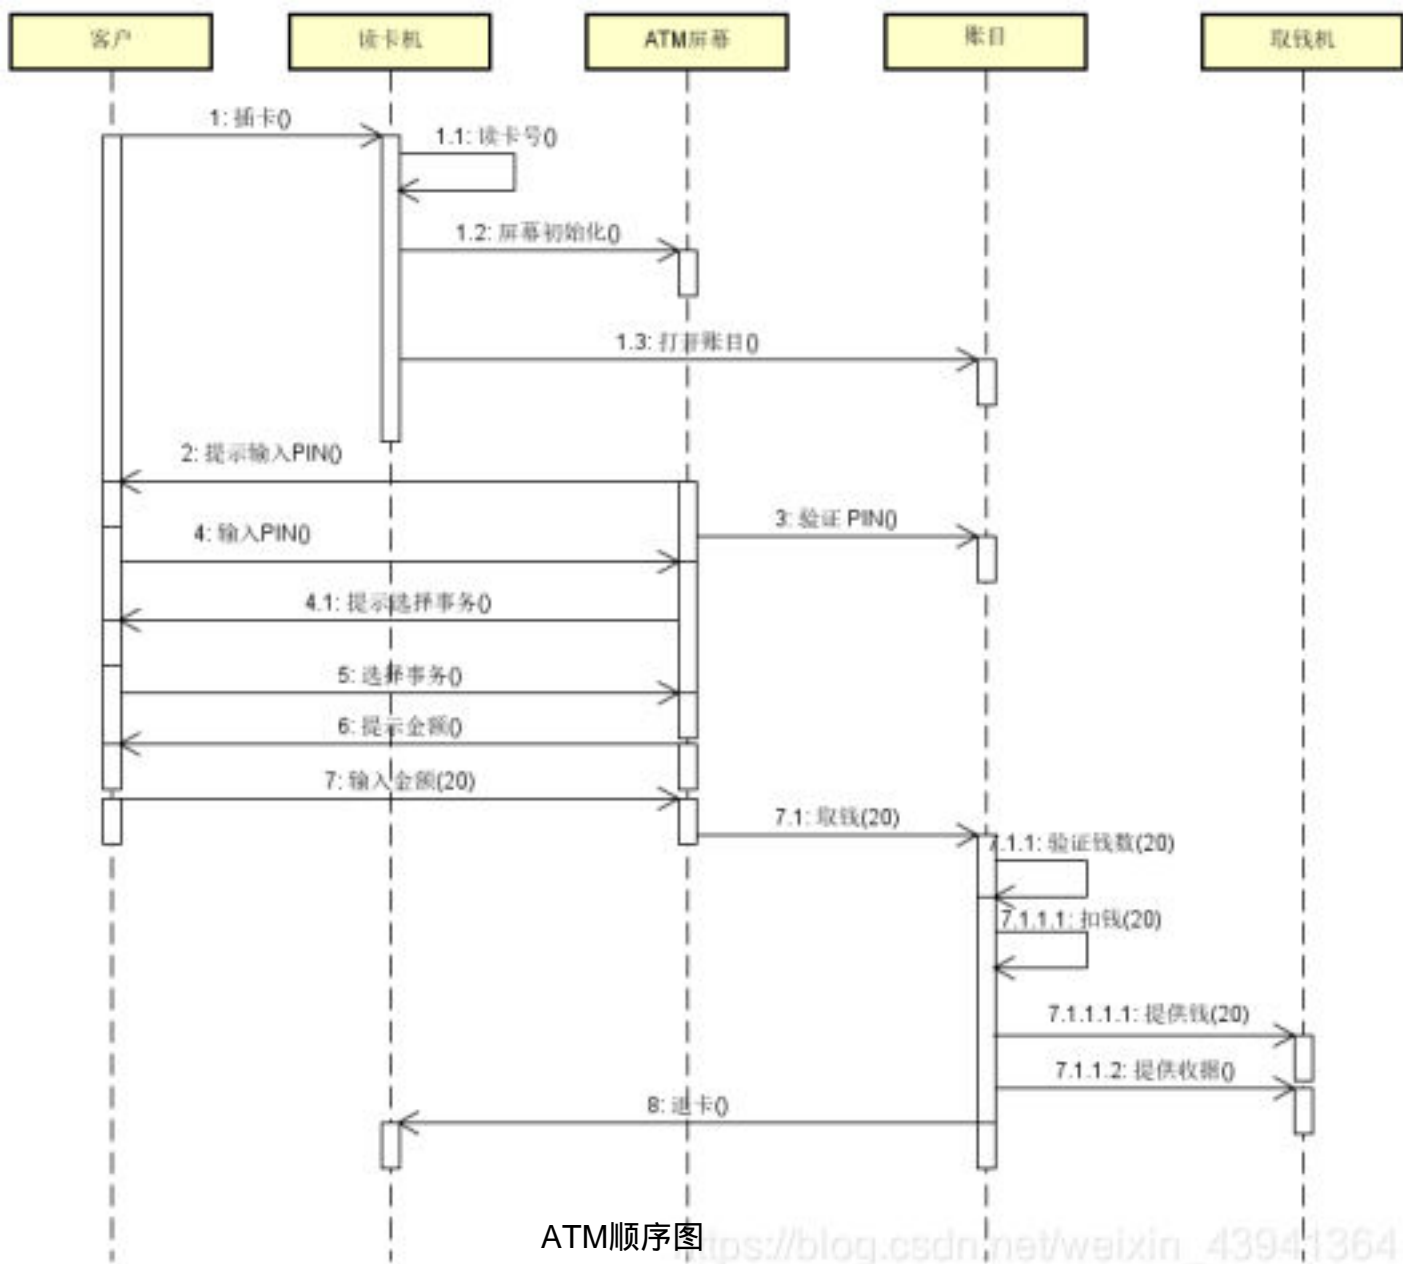 客户
读卡机
ATM屏幕
账目
取钱机
1: 插卡()
1.1: 读卡号()
1.2: 屏幕初始化()
1.3: 打开账目()
2: 提示输入PIN()
3: 验证 PIN()
4: 输入PIN()
4.1: 提示选择事务()
5: 选择事务()
6: 提示金额()
7: 输入金额(20)
7.1: 取钱(20)
7.1.1: 验证钱数(20)
7.1.1.1: 扣钱(20)
7.1.1.1.1: 提供钱(20)
7.1.1.2: 提供收据()
8: 退卡()
ATM顺序图
https://blog.csdn.net/weixin_43941364